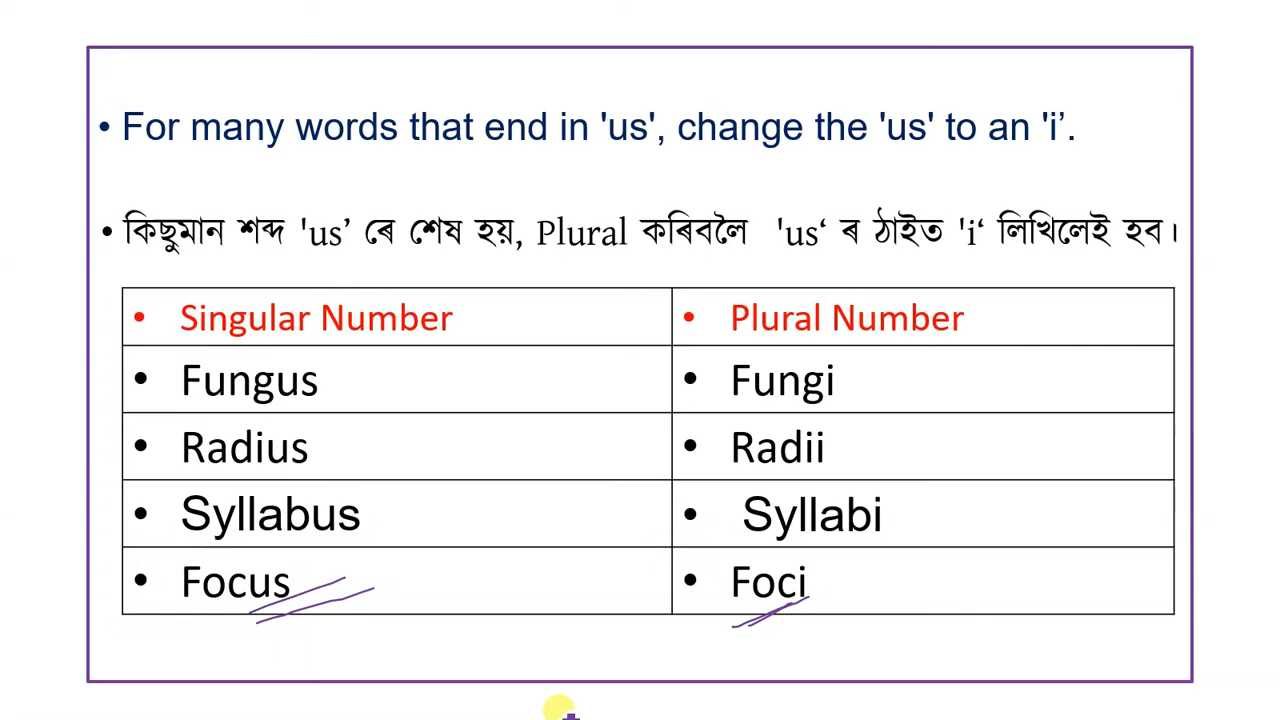 • For many words that end in 'us', change the 'us' to an 'i’.
• কিছুমান শব্দ 'us’ ৰে শেষ হয়, Plural কৰিবলৈ 'us‘ ৰ ঠাইত 'i‘ লিখিলেই হব।
• Singular Number • Plural Number
• Fungus • Fungi
• Radius • Radii
• Syllabus • Syllabi
• Focus • Foci